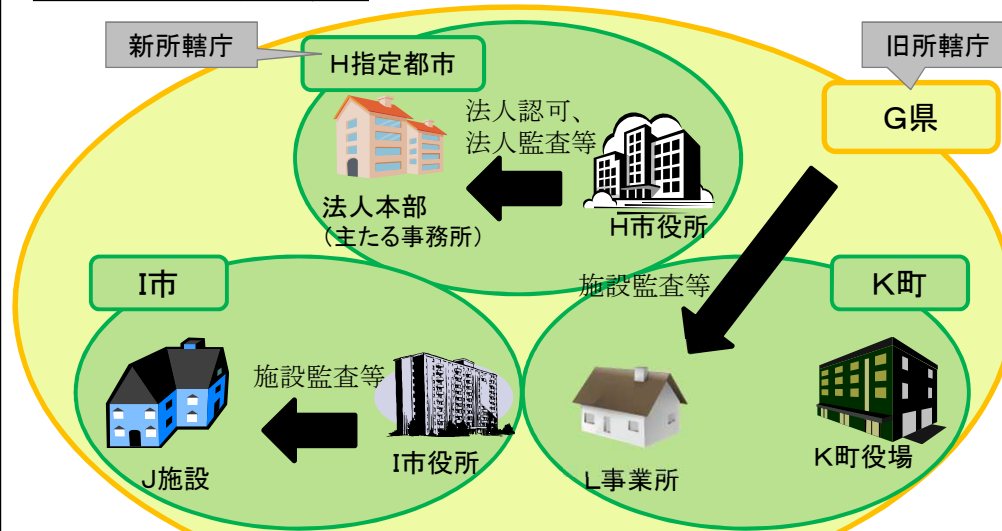 新所轄庁
旧所轄庁
H指定都市
G県
法人認可、
法人監査等
法人本部
（主たる事務所）
H市役所
I市
施設監査等
K町
施設監査等
J施設
I市役所
L事業所
K町役場